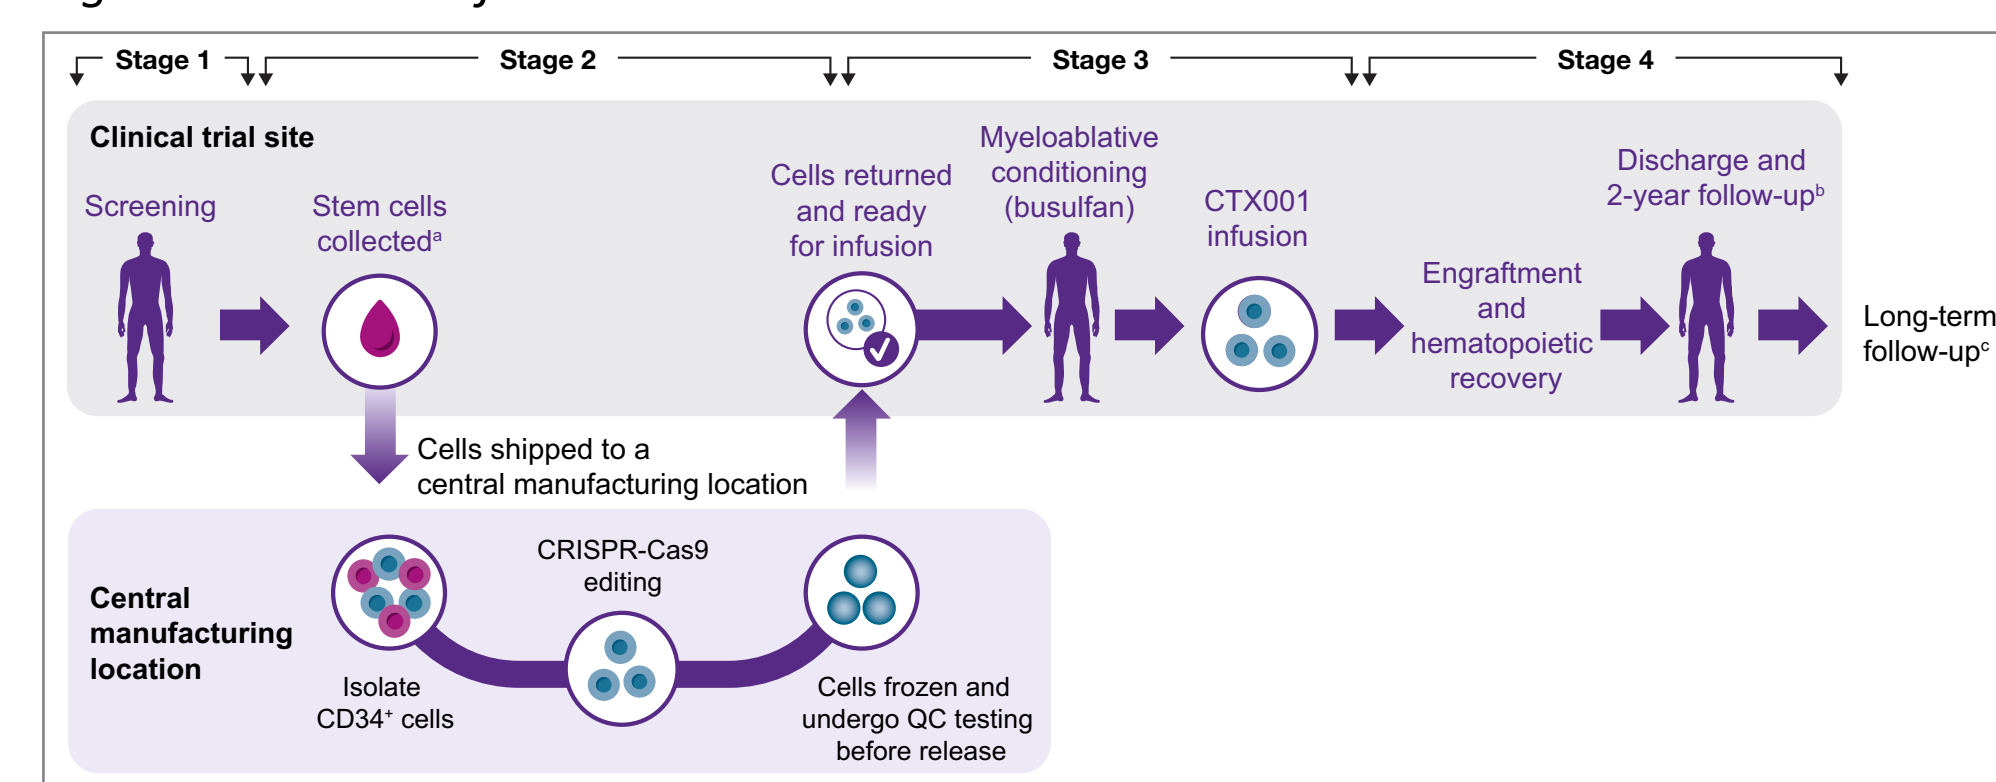 Stage 1
Stage 2
Stage 3
Stage 4
Clinical trial site
Screening
Stem cells
collectedᵃ
Cells returned
and ready
for infusion
Myeloablative
conditioning
(busulfan)
CTX001
infusion
Engraftment
and
hematopoietic
recovery
Discharge and
2-year follow-upᵇ
Long-term
follow-upᶜ
Cells shipped to a
central manufacturing location
Central
manufacturing
location
Isolate
CD34⁺ cells
CRISPR-Cas9
editing
Cells frozen and
undergo QC testing
before release